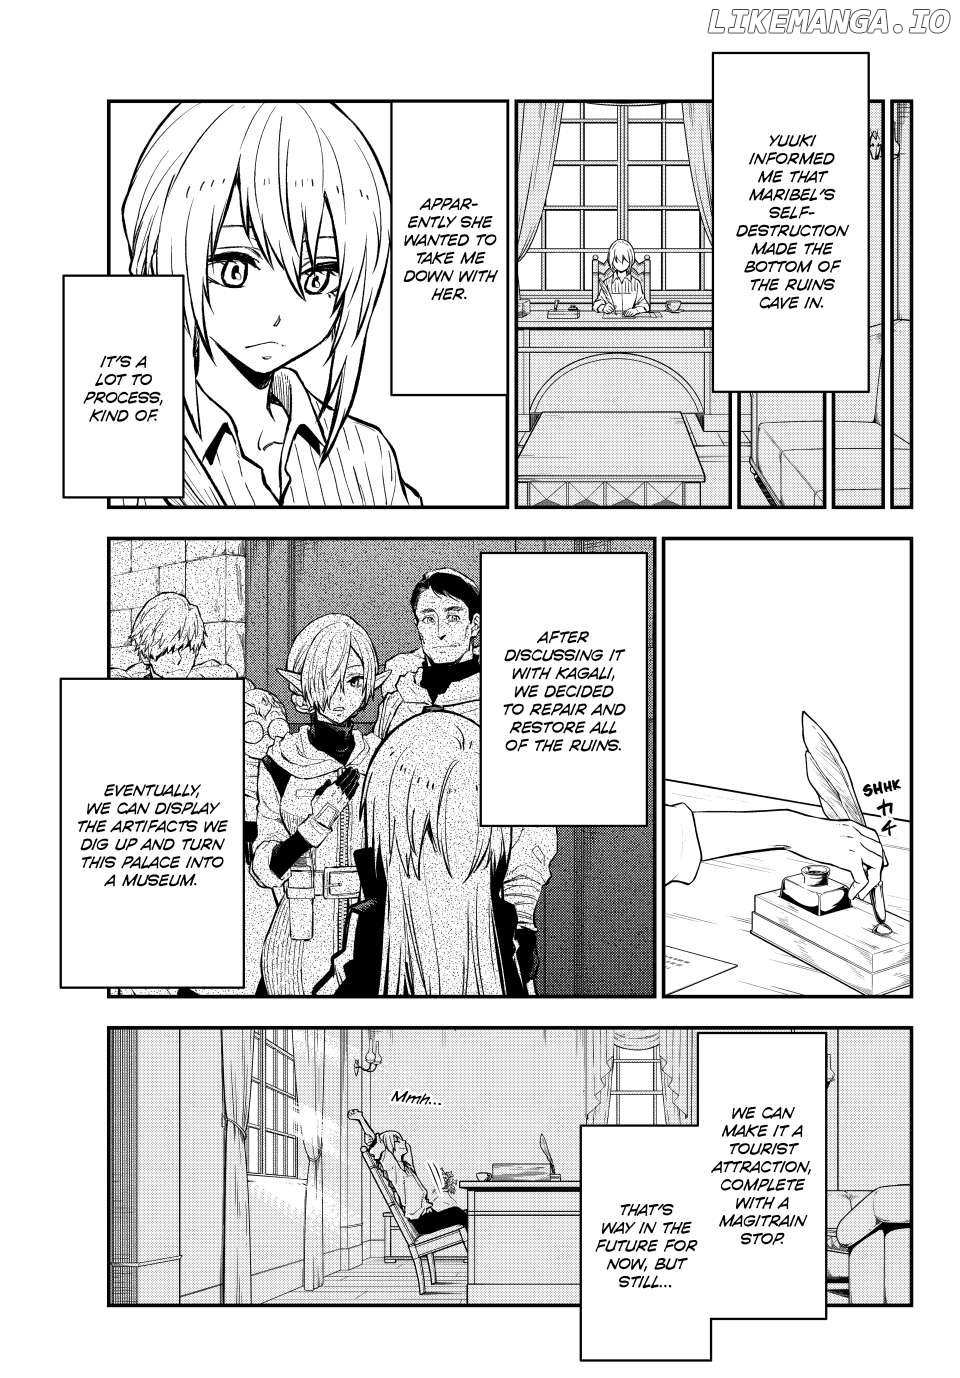 LIKEMANGA.IO
YUUKI
INFORMED
ME THAT
MARIBEL'S
SELF-
DESTRUCTION
MADE THE
BOTTOM OF
THE RUINS
CAVE IN.
APPAR-
ENTLY SHE
WANTED TO
TAKE ME
DOWN WITH
HER.
IT'S A
LOT TO
PROCESS,
KIND OF.
SHHK
カチ
AFTER
DISCUSSING IT
WITH KAGALI,
WE DECIDED
TO REPAIR AND
RESTORE ALL
OF THE RUINS.
EVENTUALLY,
WE CAN DISPLAY
THE ARTIFACTS WE
DIG UP AND TURN
THIS PALACE INTO
A MUSEUM.
WE CAN
MAKE IT A
TOURIST
ATTRACTION,
COMPLETE
WITH A
MAGITRAIN
STOP.
THAT'S
WAY IN THE
FUTURE FOR
NOW, BUT
STILL...
Mmh...